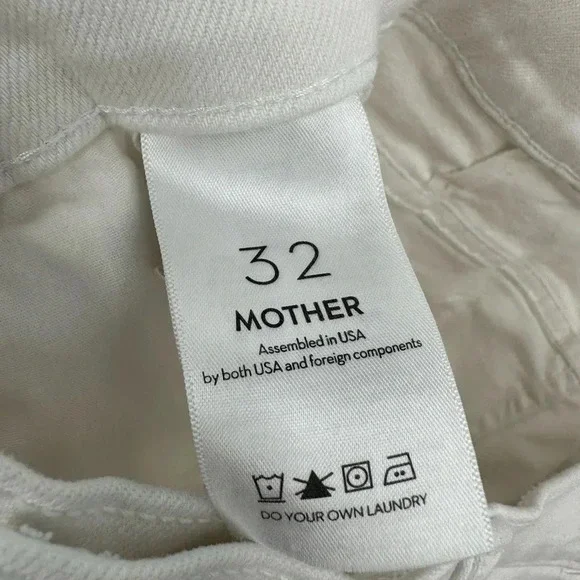 32
MOTHER
Assembled in USA
by both USA and foreign components
DO YOUR OWN LAUNDRY